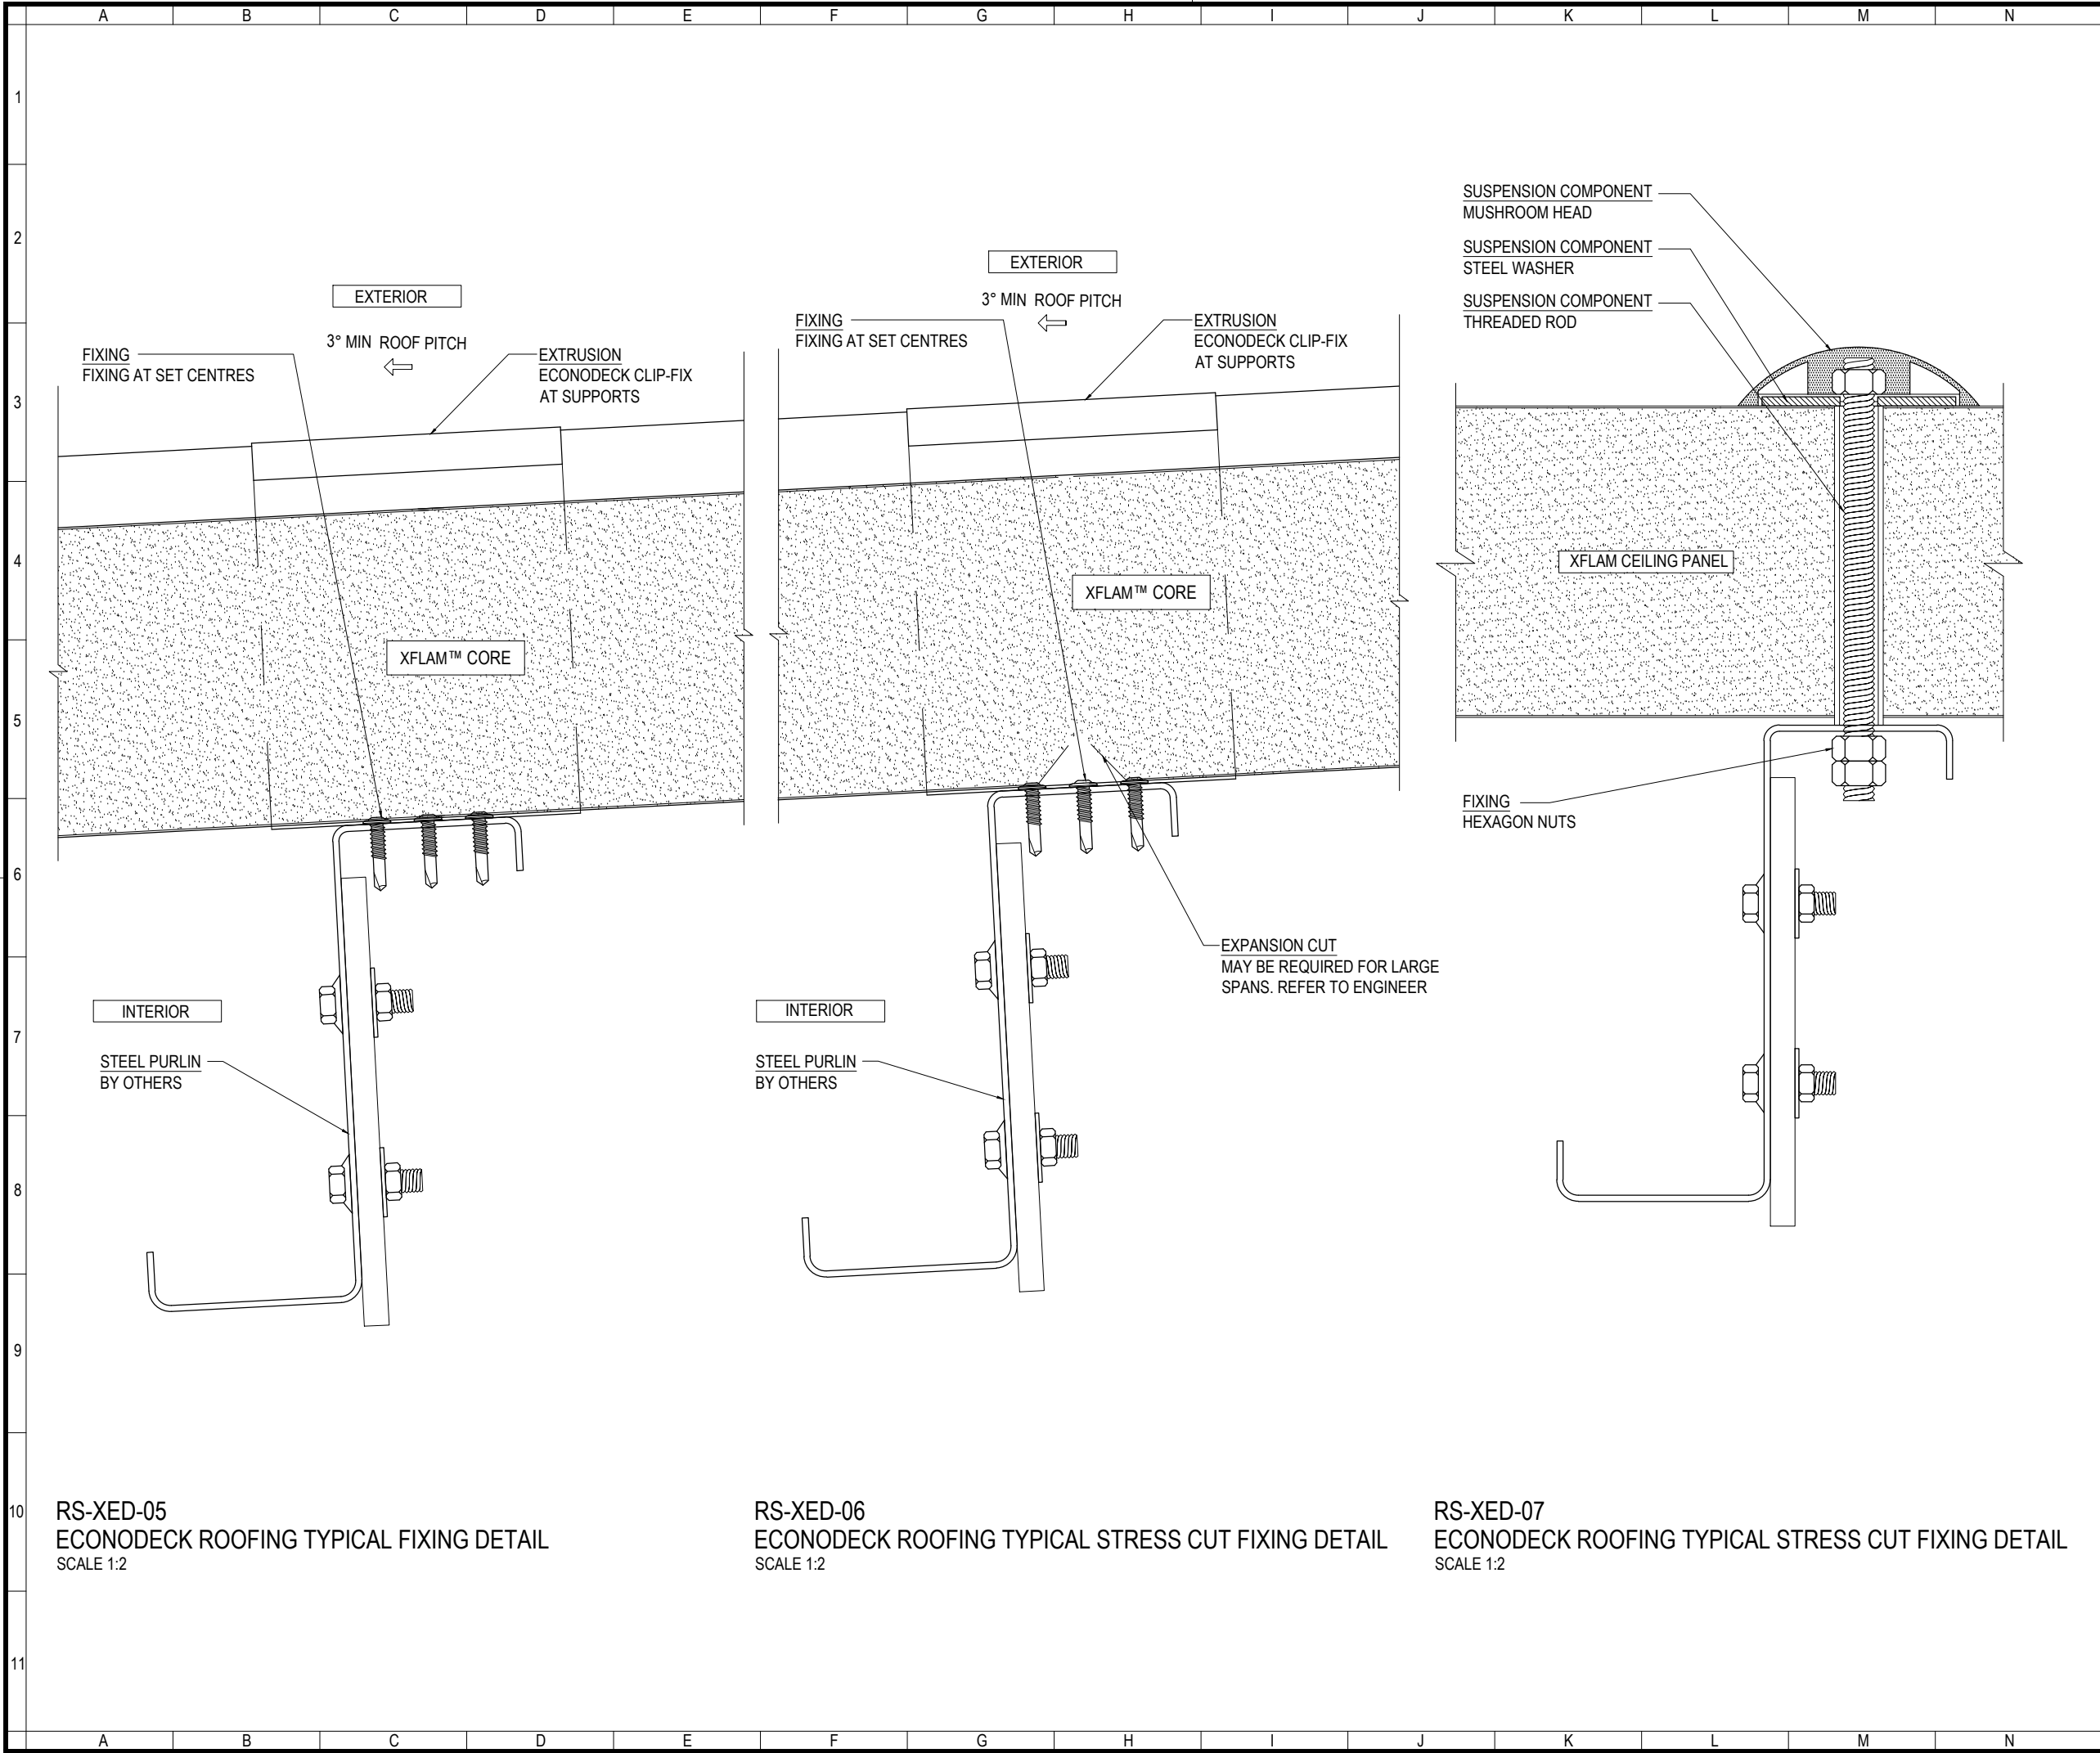 A B C D E F G H I J K L M N
1
2
3
4
5
6
7
8
9
10
11
EXTERIOR
3° MIN ROOF PITCH
FIXING
FIXING AT SET CENTRES
EXTRUSION
ECONODECK CLIP-FIX
AT SUPPORTS
XFLAM™ CORE
INTERIOR
STEEL PURLIN
BY OTHERS
RS-XED-05
ECONODECK ROOFING TYPICAL FIXING DETAIL
SCALE 1:2
EXTERIOR
3° MIN ROOF PITCH
FIXING
FIXING AT SET CENTRES
EXTRUSION
ECONODECK CLIP-FIX
AT SUPPORTS
XFLAM™ CORE
EXPANSION CUT
MAY BE REQUIRED FOR LARGE
SPANS. REFER TO ENGINEER
INTERIOR
STEEL PURLIN
BY OTHERS
RS-XED-06
ECONODECK ROOFING TYPICAL STRESS CUT FIXING DETAIL
SCALE 1:2
SUSPENSION COMPONENT
MUSHROOM HEAD
SUSPENSION COMPONENT
STEEL WASHER
SUSPENSION COMPONENT
THREADED ROD
XFLAM CEILING PANEL
FIXING
HEXAGON NUTS
RS-XED-07
ECONODECK ROOFING TYPICAL STRESS CUT FIXING DETAIL
SCALE 1:2
A B C D E F G H I J K L M N